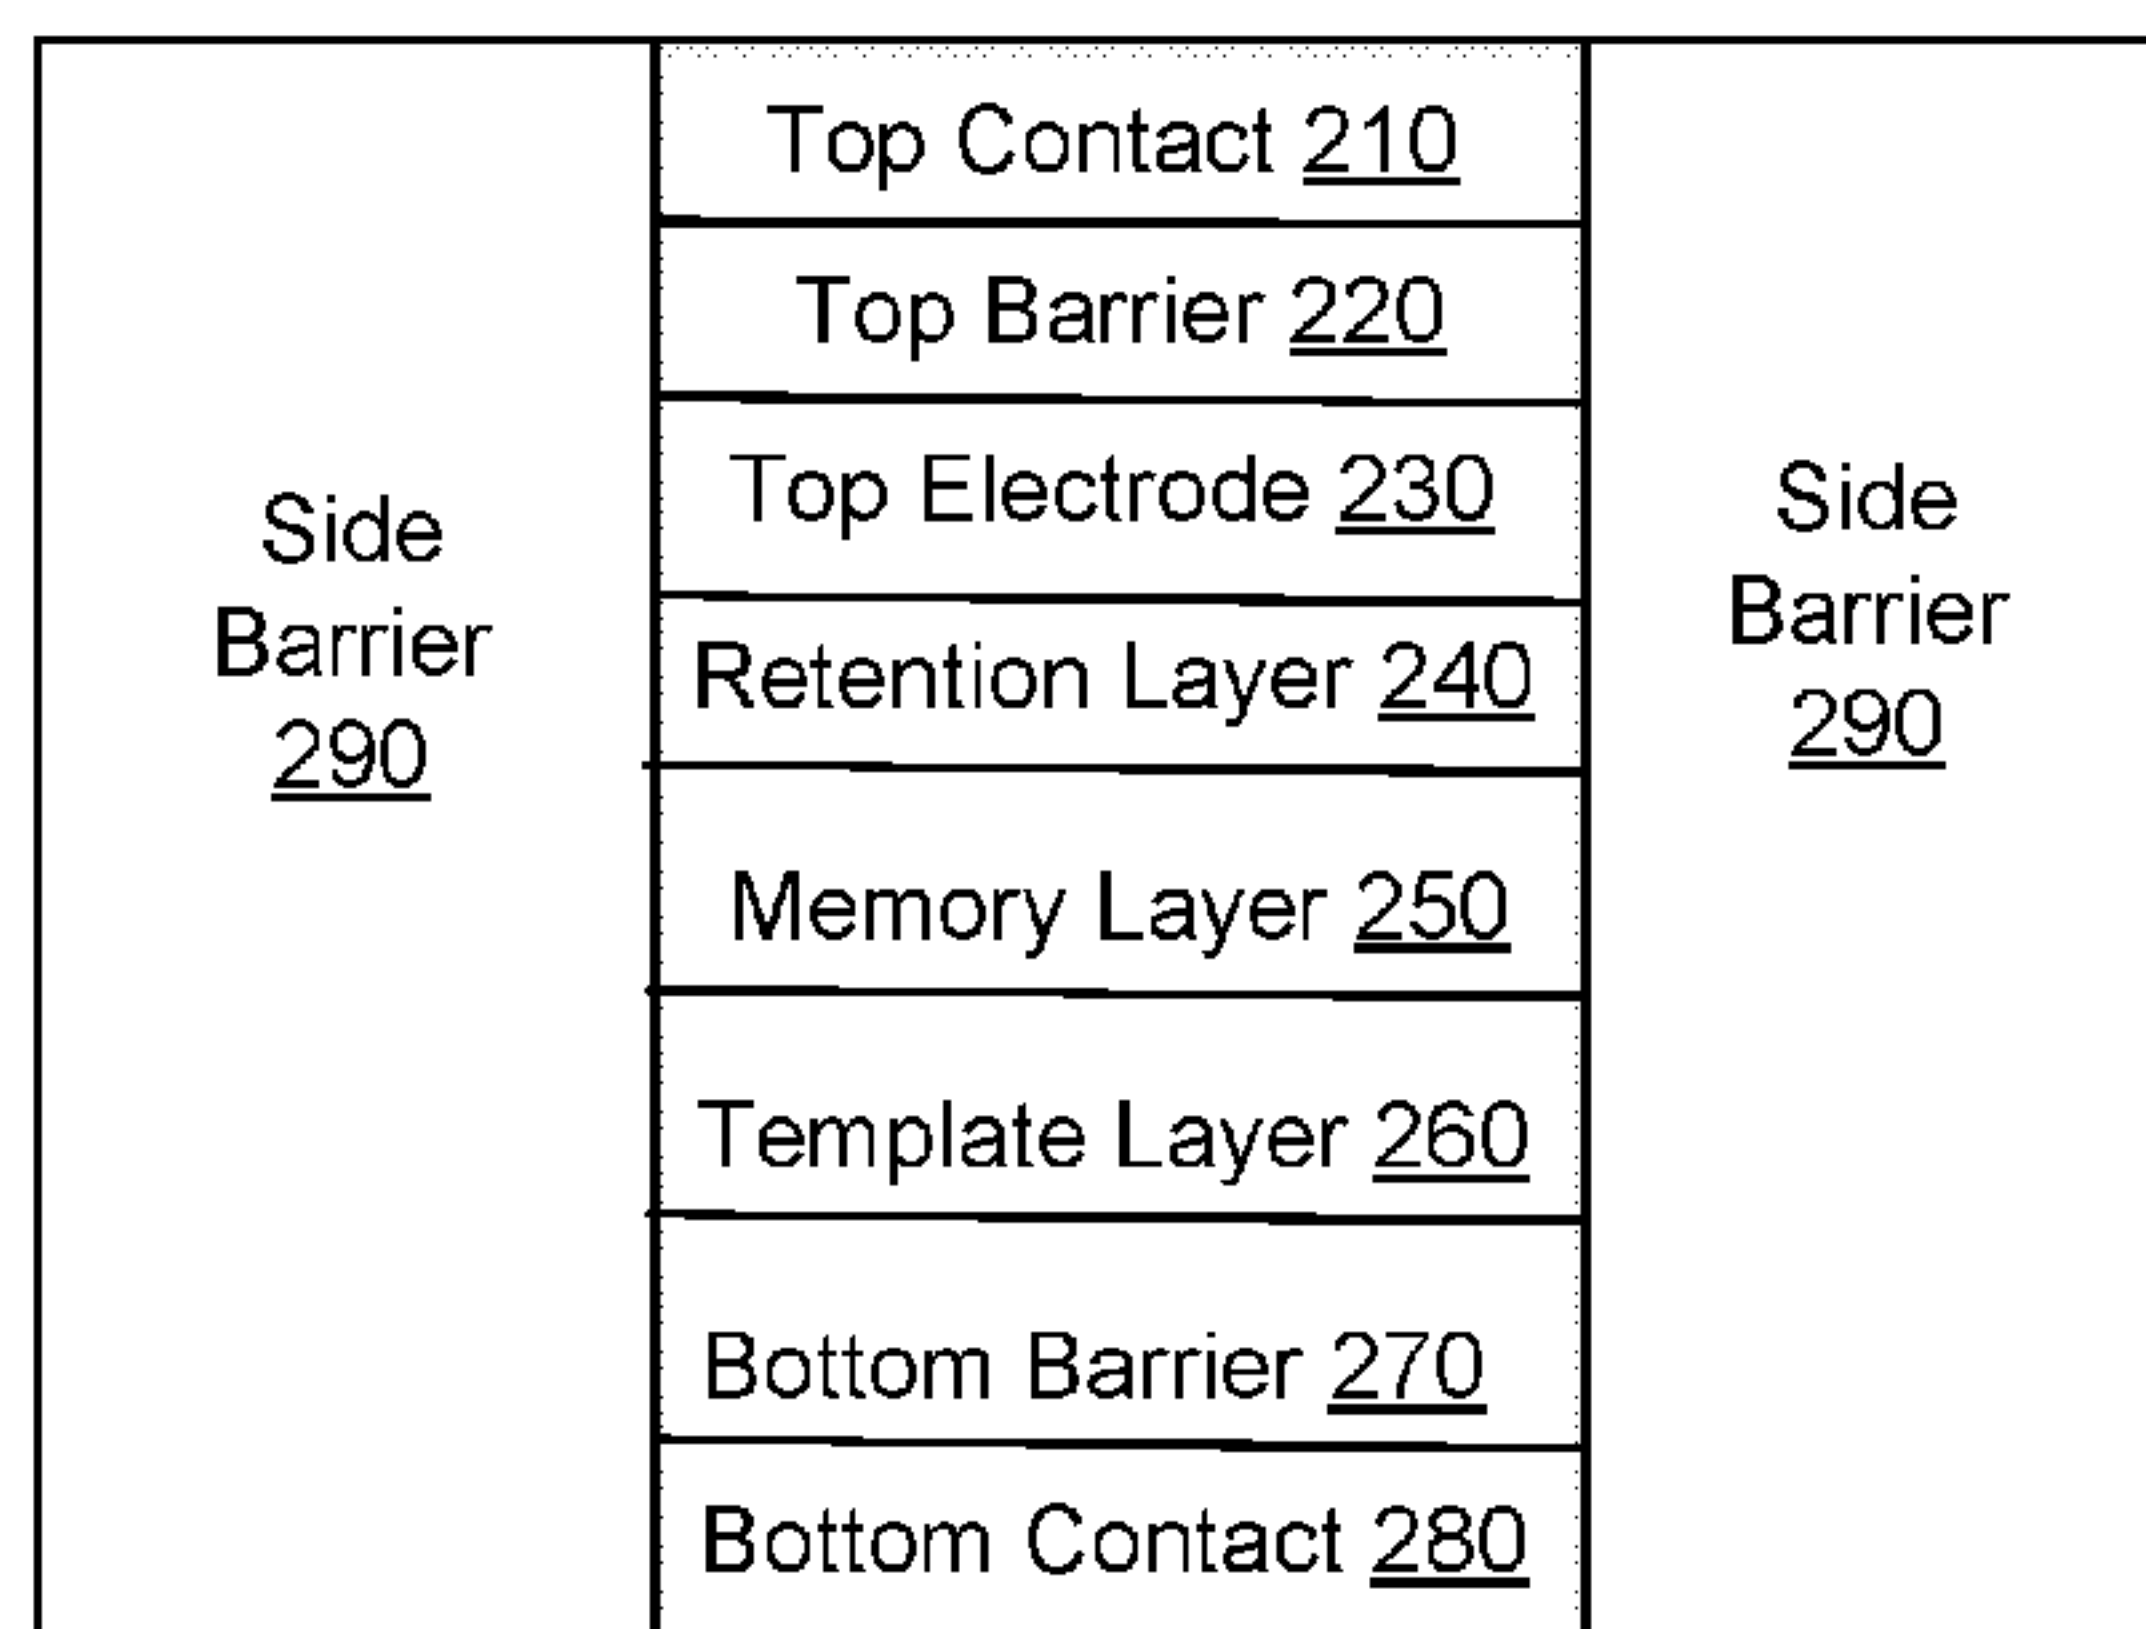 Top Contact 210
Top Barrier 220
Top Electrode 230
Side
Barrier
290
Retention Layer 240
Side
Barrier
290
Memory Layer 250
Template Layer 260
Bottom Barrier 270
Bottom Contact 280